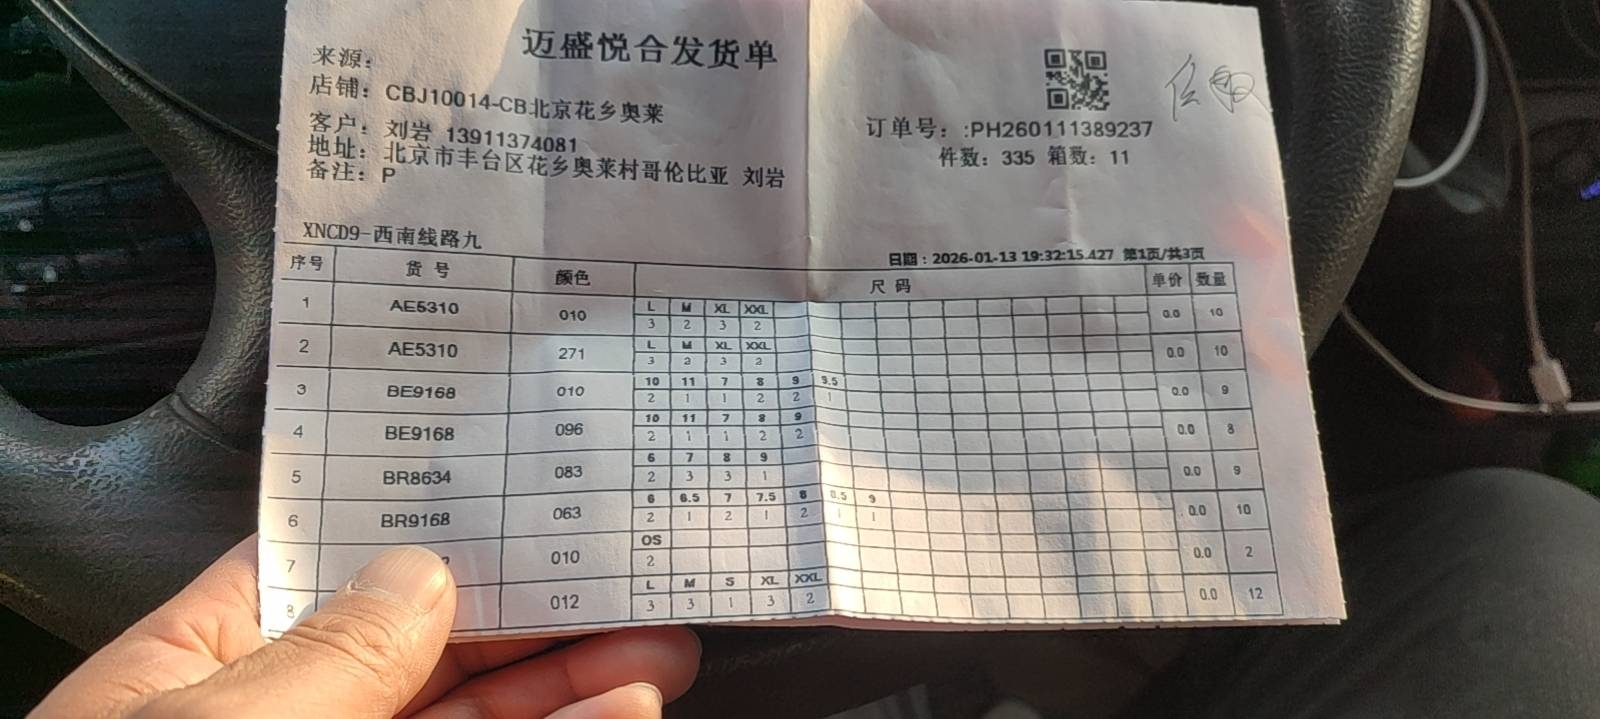 迈盛悦合发货单
来源：
店铺：CBJ10014-CB北京花乡奥莱
客户：刘岩 13911374081
地址：北京市丰台区花乡奥莱村哥伦比亚 刘岩
备注：P
订单号：:PH260111389237
件数：335 箱数：11
XNCD9-西南线路九
日期：2026-01-13 19:32:15.427 第1页/共3页
序号 货号 颜色 尺码 单价 数量
L M XL XXL
1 AE5310 010 0.0 10
3 2 3 2
L M XL XXL
2 AE5310 271 0.0 10
3 2 3 2
10 11 7 8 9 9.5
3 BE9168 010 0.0 9
2 1 1 2 2 1
10 11 7 8 9
4 BE9168 096 0.0 8
2 1 1 2 2
6 7 8 9
5 BR8634 083 0.0 9
2 3 3 1
6 6.5 7 7.5 8 8.5 9
6 BR9168 063 0.0 10
2 1 2 1 2 1 1
OS
7 010 0.0 2
2
L M S XL XXL
8 012 0.0 12
3 3 1 3 2